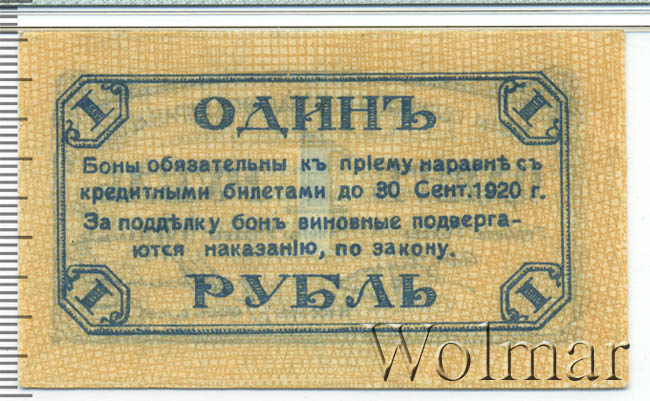 I I
ОДИНЪ
Боны обязательны къ пріему наравнѣ съ
кредитными билетами до 30 Сент.1920 г.
За поддѣлку бонъ виновные подверга-
ются наказанію, по закону.
I РУБЛЬ I
Wolmar